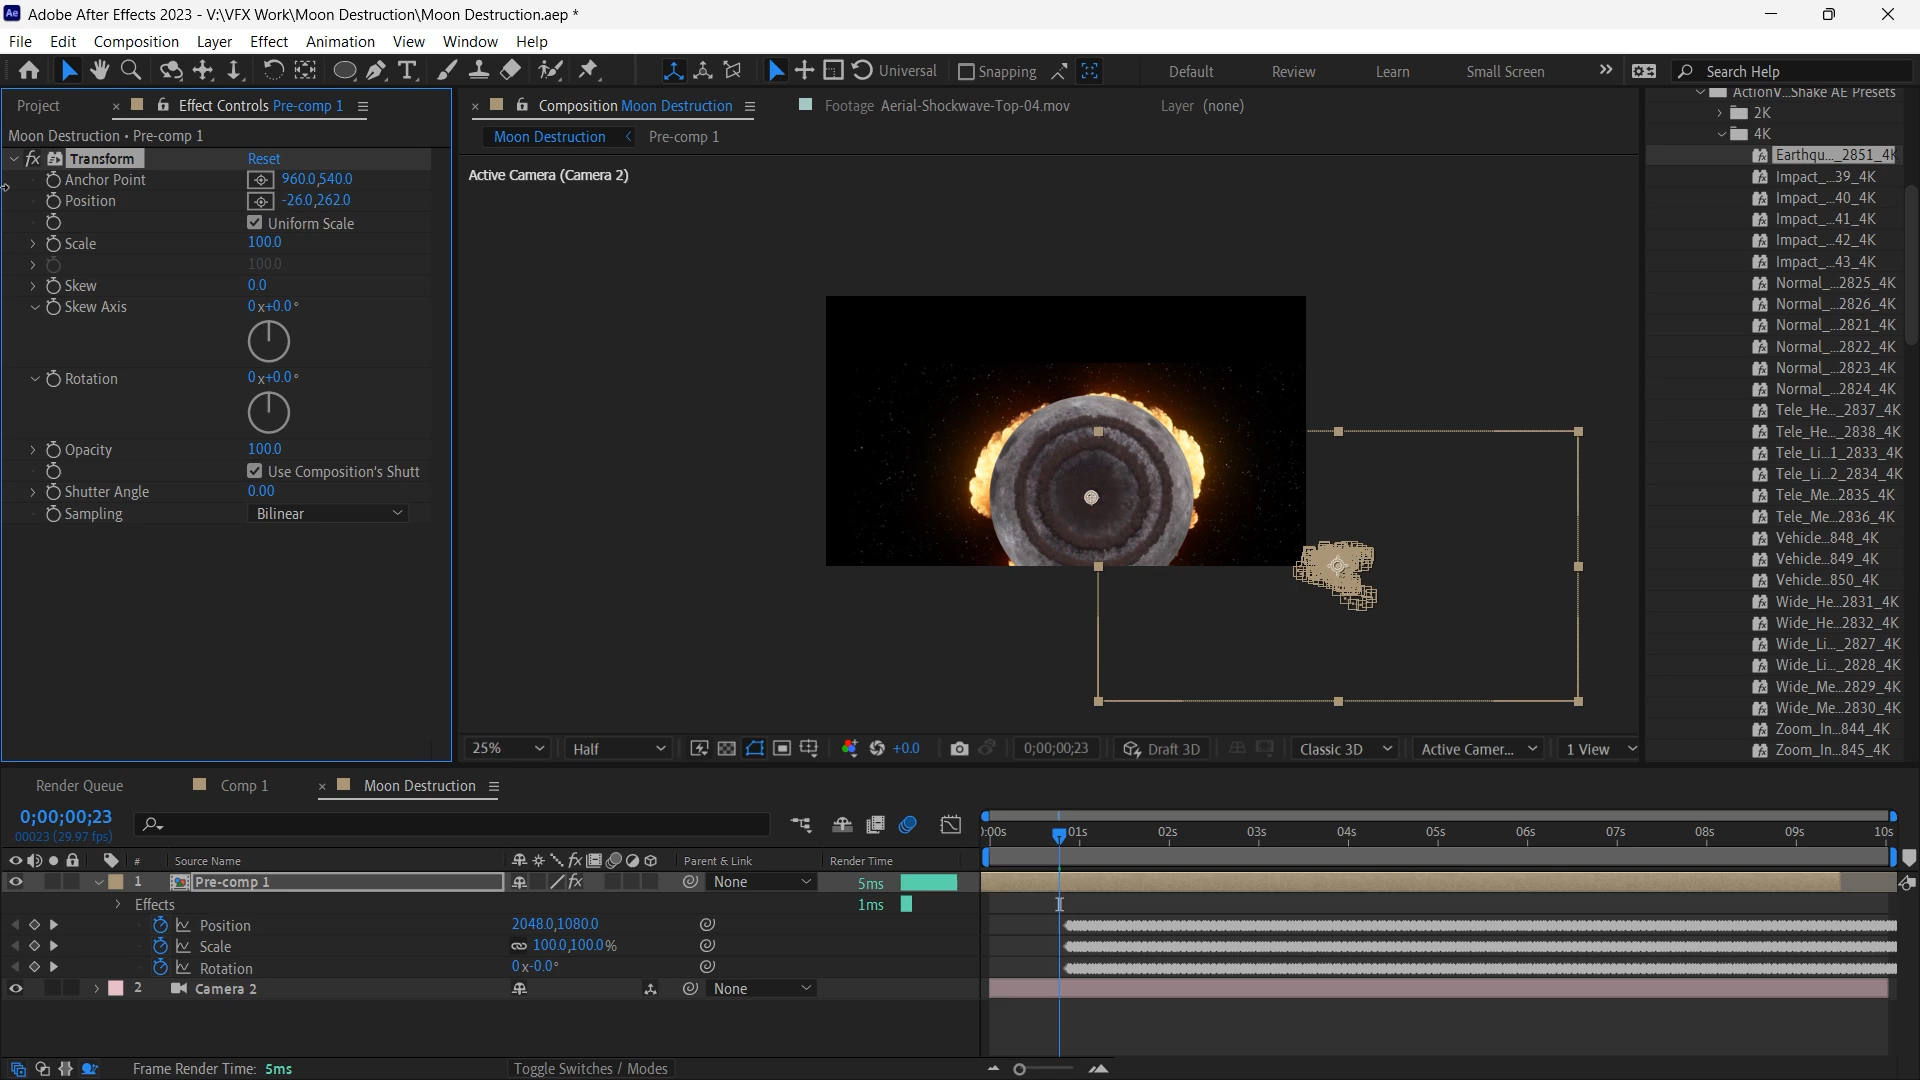 Ae Adobe After Effects 2023 - V:\VFX Work\Moon Destruction\Moon Destruction.aep *
File Edit Composition Layer Effect Animation View Window Help
Universal Snapping Default Review Learn Small Screen Search Help
Project Effect Controls Pre-comp 1
Moon Destruction • Pre-comp 1
fx Transform Reset
Anchor Point 960.0,540.0
Position -26.0,262.0
Uniform Scale
Scale 100.0
100.0
Skew 0.0
Skew Axis 0x+0.0°
Rotation 0x+0.0°
Opacity 100.0
Use Composition's Shutt
Shutter Angle 0.00
Sampling Bilinear
Composition Moon Destruction Footage Aerial-Shockwave-Top-04.mov Layer (none)
Moon Destruction Pre-comp 1
Active Camera (Camera 2)
25% Half +0.0 0;00;00;23 Draft 3D Classic 3D Active Camer... 1 View
ActionV...Shake AE Presets
2K
4K
Earthqu..._2851_4K
Impact_...39_4K
Impact_...40_4K
Impact_...41_4K
Impact_...42_4K
Impact_...43_4K
Normal_...2825_4K
Normal_...2826_4K
Normal_...2821_4K
Normal_...2822_4K
Normal_...2823_4K
Normal_...2824_4K
Tele_He..._2837_4K
Tele_He..._2838_4K
Tele_Li...1_2833_4K
Tele_Li...2_2834_4K
Tele_Me...2835_4K
Tele_Me...2836_4K
Vehicle...848_4K
Vehicle...849_4K
Vehicle...850_4K
Wide_He...2831_4K
Wide_He...2832_4K
Wide_Li..._2827_4K
Wide_Li..._2828_4K
Wide_Me...2829_4K
Wide_Me...2830_4K
Zoom_In...844_4K
Zoom_In...845_4K
Render Queue Comp 1 Moon Destruction
0;00;00;23
00023 (29.97 fps)
:00s 01s 02s 03s 04s 05s 06s 07s 08s 09s 10s
# Source Name fx Parent & Link Render Time
1 Pre-comp 1 fx None 5ms
Effects 1ms
Position 2048.0,1080.0
Scale 100.0,100.0%
Rotation 0x-0.0°
2 Camera 2 None
Frame Render Time: 5ms Toggle Switches / Modes